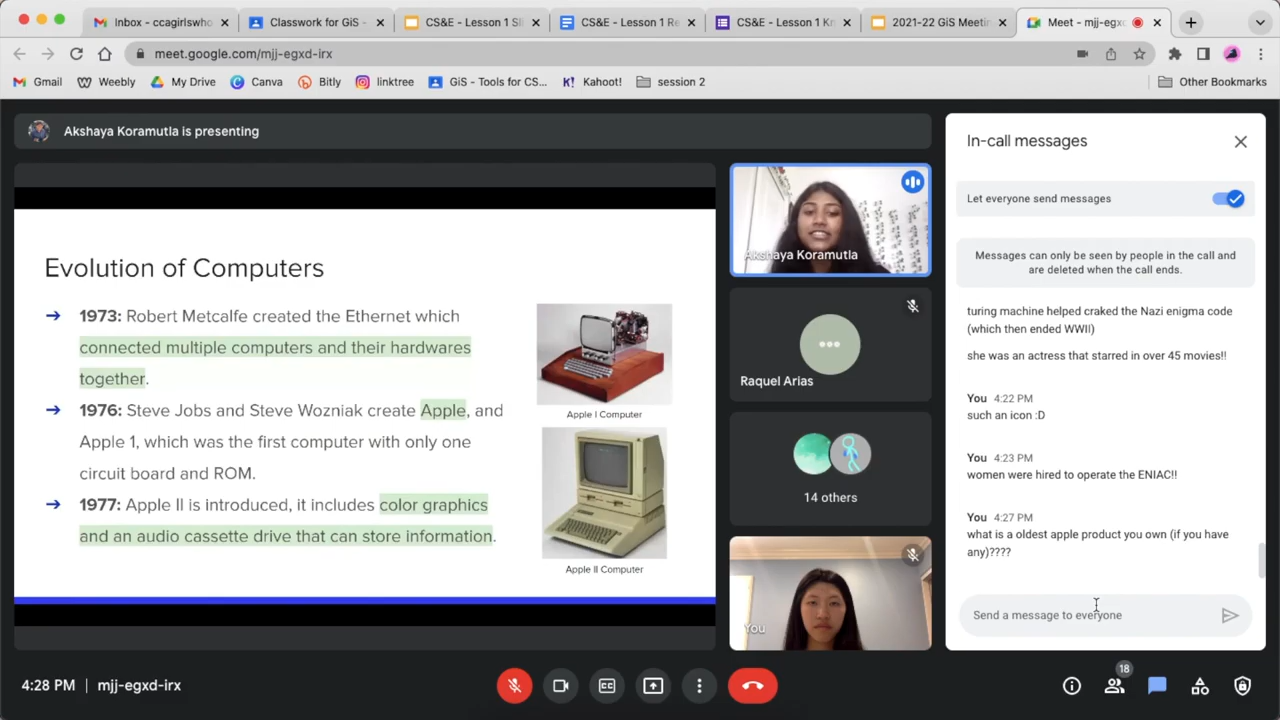 Inbox - ccagirlswho
Classwork for GiS -
CS&E - Lesson 1 Sli
CS&E - Lesson 1 Re
CS&E - Lesson 1 Kn
2021-22 GiS Meetin
Meet - mjj-egx
meet.google.com/mjj-egxd-irx
Gmail
Weebly
My Drive
Canva
Bitly
linktree
GiS - Tools for CS...
K!
Kahoot!
session 2
Other Bookmarks
Akshaya Koramutla is presenting
Evolution of Computers
→ 1973: Robert Metcalfe created the Ethernet which
connected multiple computers and their hardwares
together.
→ 1976: Steve Jobs and Steve Wozniak create Apple, and
Apple 1, which was the first computer with only one
circuit board and ROM.
→ 1977: Apple II is introduced, it includes color graphics
and an audio cassette drive that can store information.
Apple I Computer
Apple II Computer
Akshaya Koramutla
Raquel Arias
14 others
You
In-call messages
Let everyone send messages
Messages can only be seen by people in the call and
are deleted when the call ends.
turing machine helped craked the Nazi enigma code
(which then ended WWII)
she was an actress that starred in over 45 movies!!
You 4:22 PM
such an icon :D
You 4:23 PM
women were hired to operate the ENIAC!!
You 4:27 PM
what is a oldest apple product you own (if you have
any)????
Send a message to everyone
4:28 PM | mjj-egxd-irx
CC
18